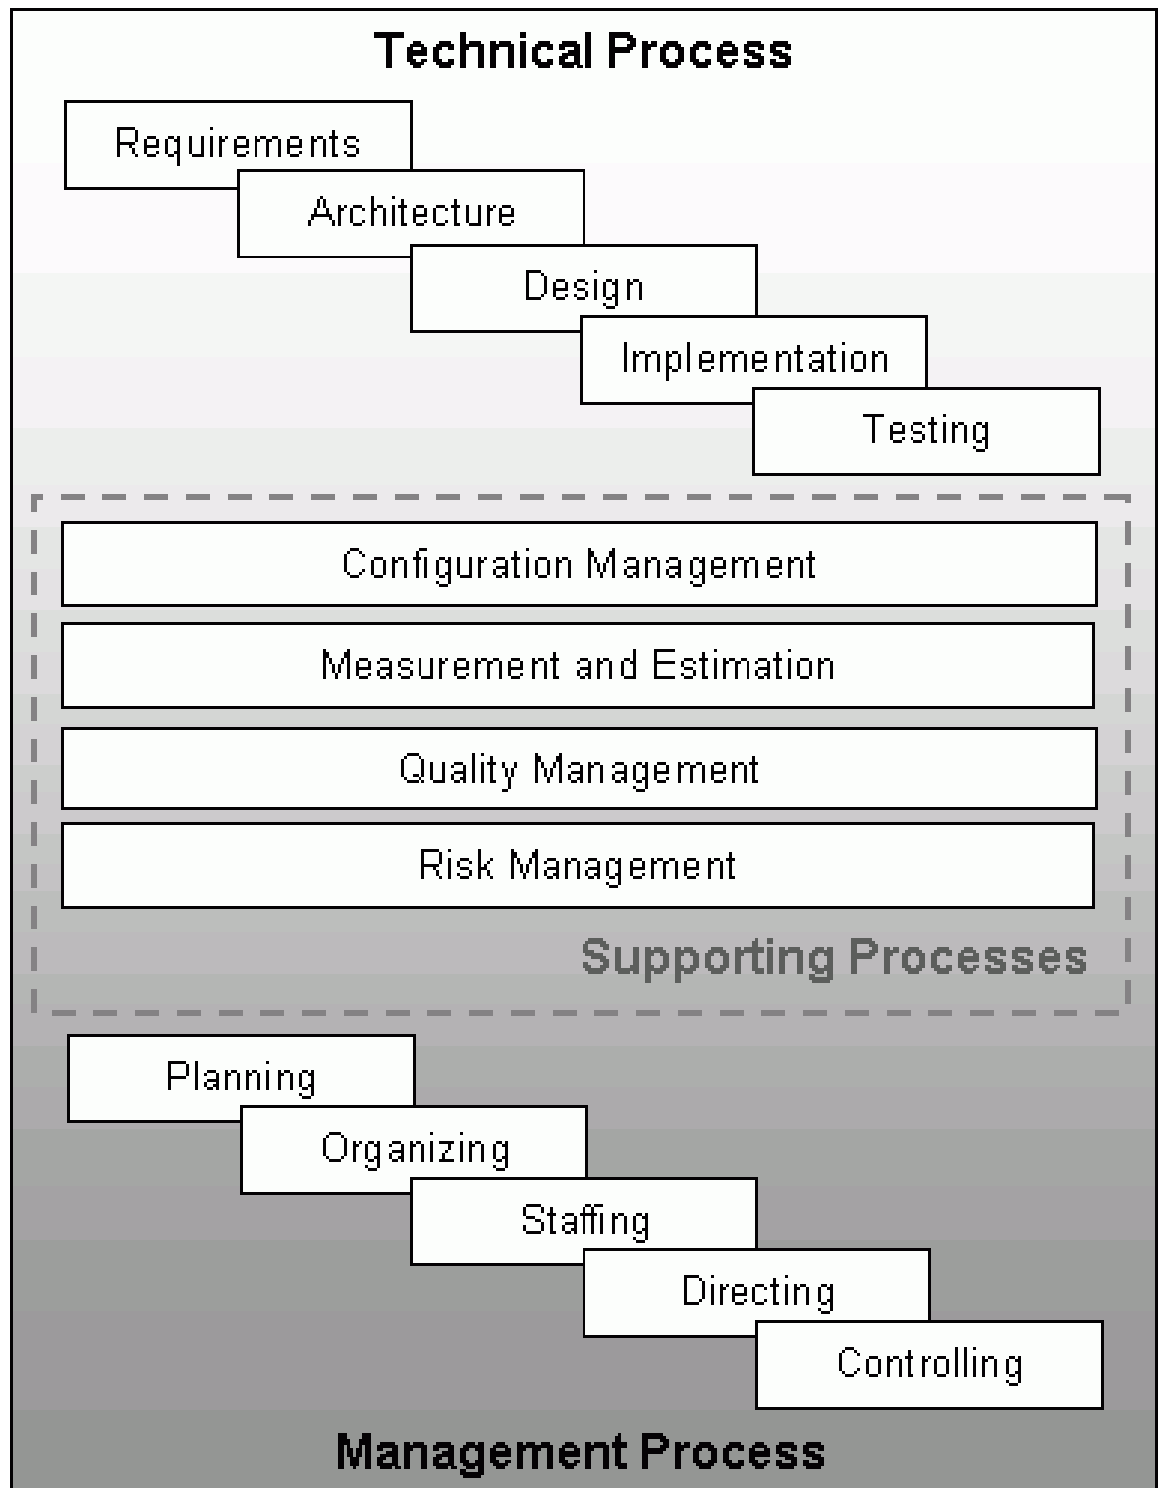 Technical Process
Requirements
Architecture
Design
Implementation
Testing
Configuration Management
Measurement and Estimation
Quality Management
Risk Management
Supporting Processes
Planning
Organizing
Staffing
Directing
Controlling
Management Process